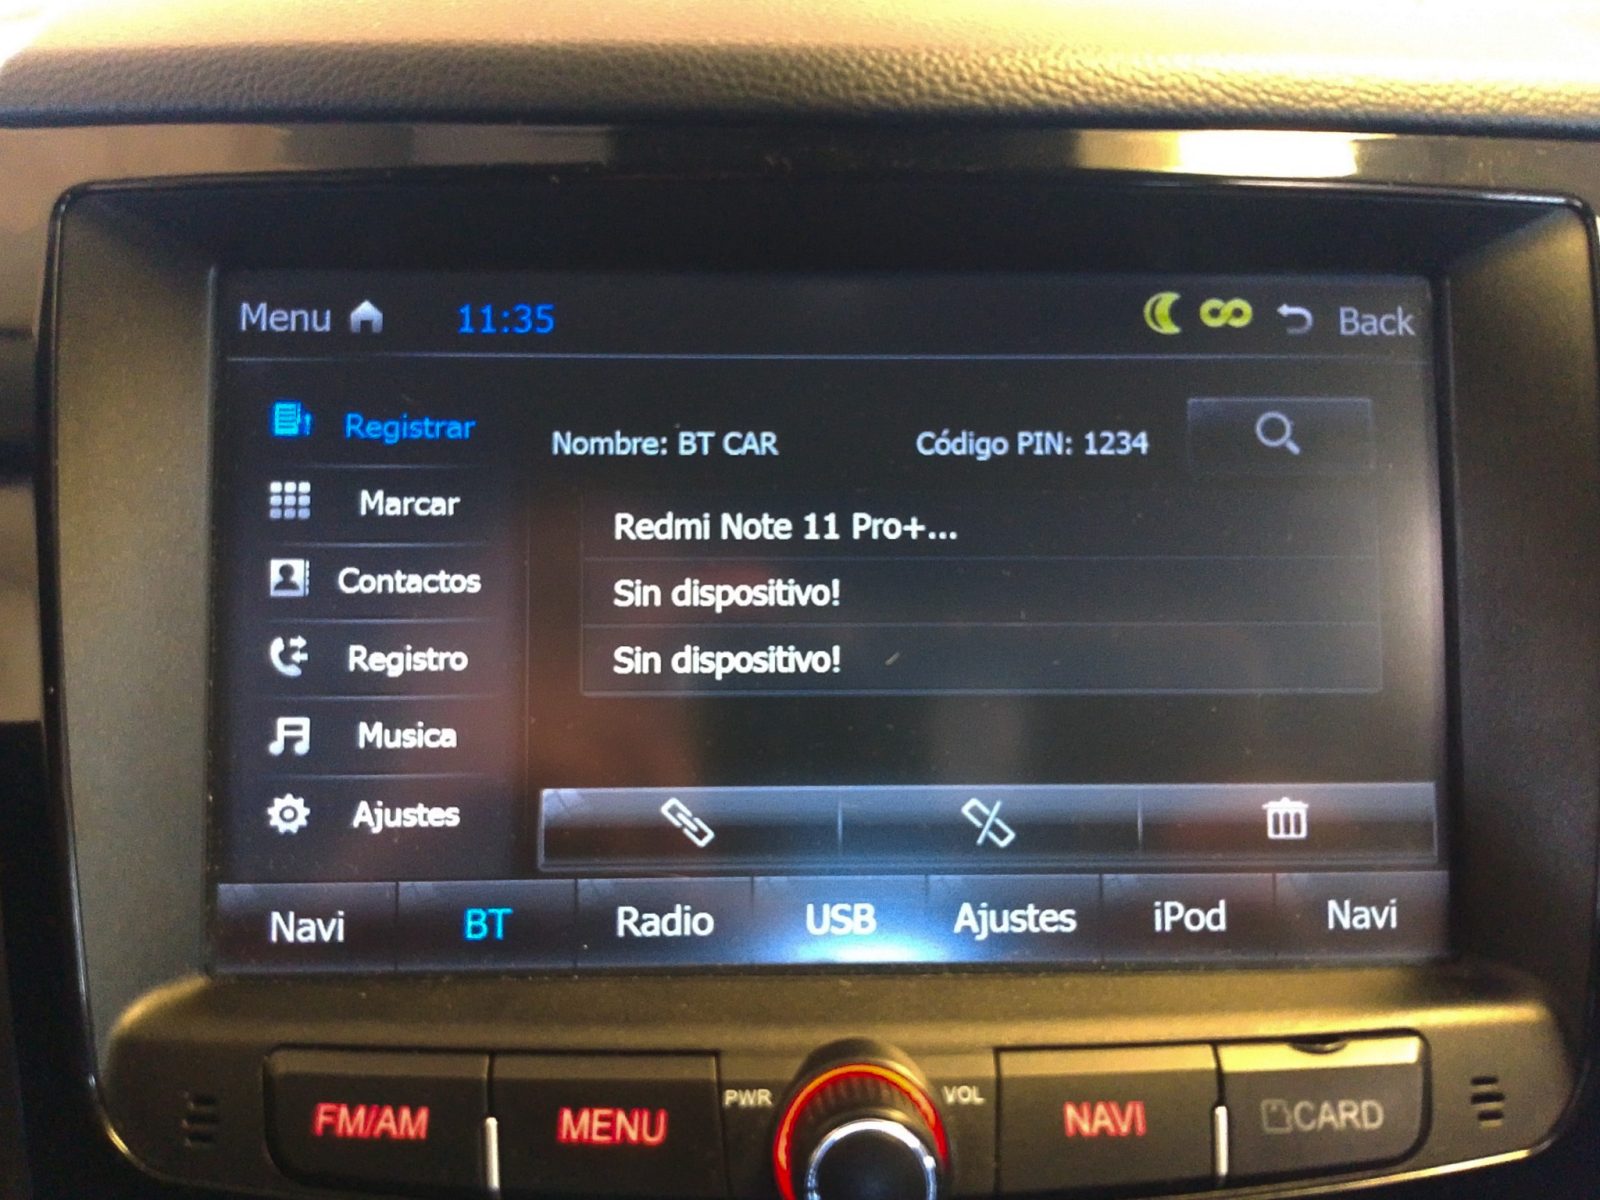 Menu 11:35 Back
Registrar
Nombre: BT CAR Código PIN: 1234
Marcar
Redmi Note 11 Pro+...
Contactos
Sin dispositivo!
Registro
Sin dispositivo!
Musica
Ajustes
Navi BT Radio USB Ajustes iPod Navi
FM/AM MENU PWR VOL NAVI CARD